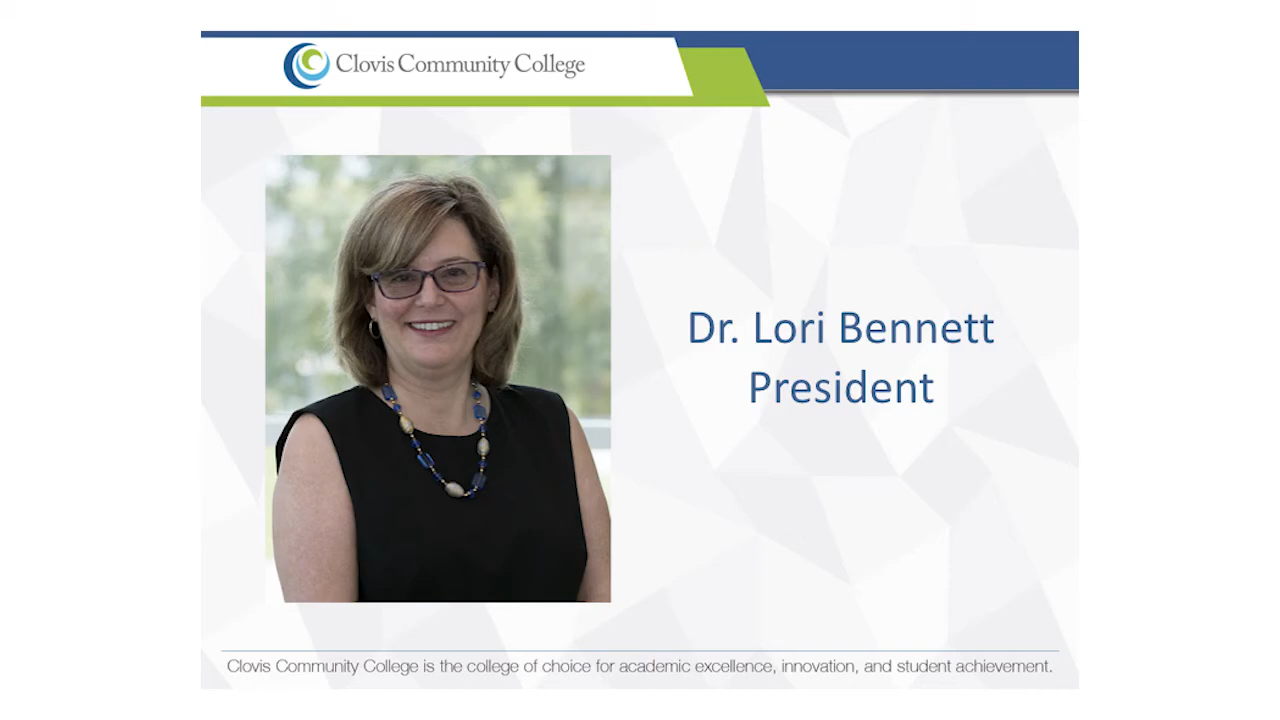 Clovis Community College
Dr. Lori Bennett
President
Clovis Community College is the college of choice for academic excellence, innovation, and student achievement.